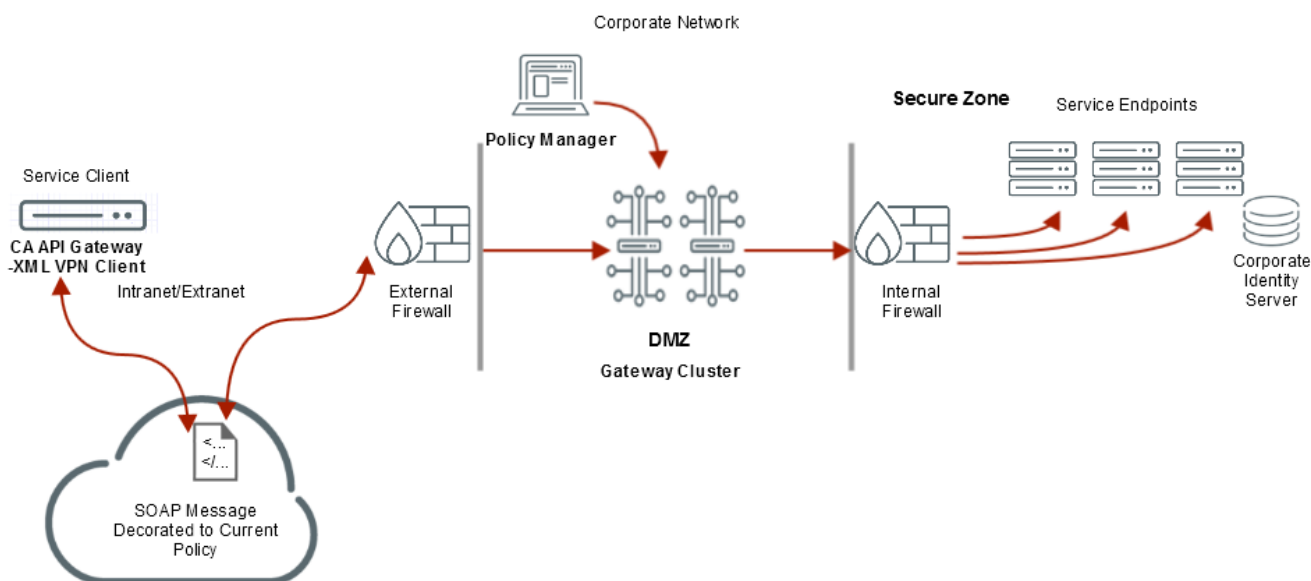 Corporate Network
Policy Manager
Secure Zone
Service Endpoints
Service Client
CA API Gateway
-XML VPN Client
Intranet/Extranet
External
Firewall
DMZ
Gateway Cluster
Internal
Firewall
Corporate
Identity
Server
<...
</...
SOAP Message
Decorated to Current
Policy